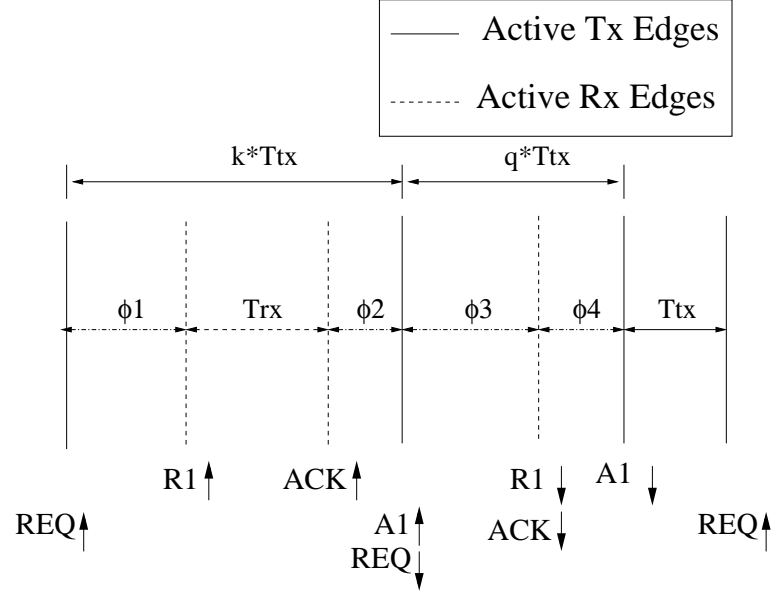 Active Tx Edges
Active Rx Edges
k*Ttx q*Ttx
ϕ1 Trx ϕ2 ϕ3 ϕ4 Ttx
R1 ACK R1 A1
REQ A1 ACK REQ
REQ